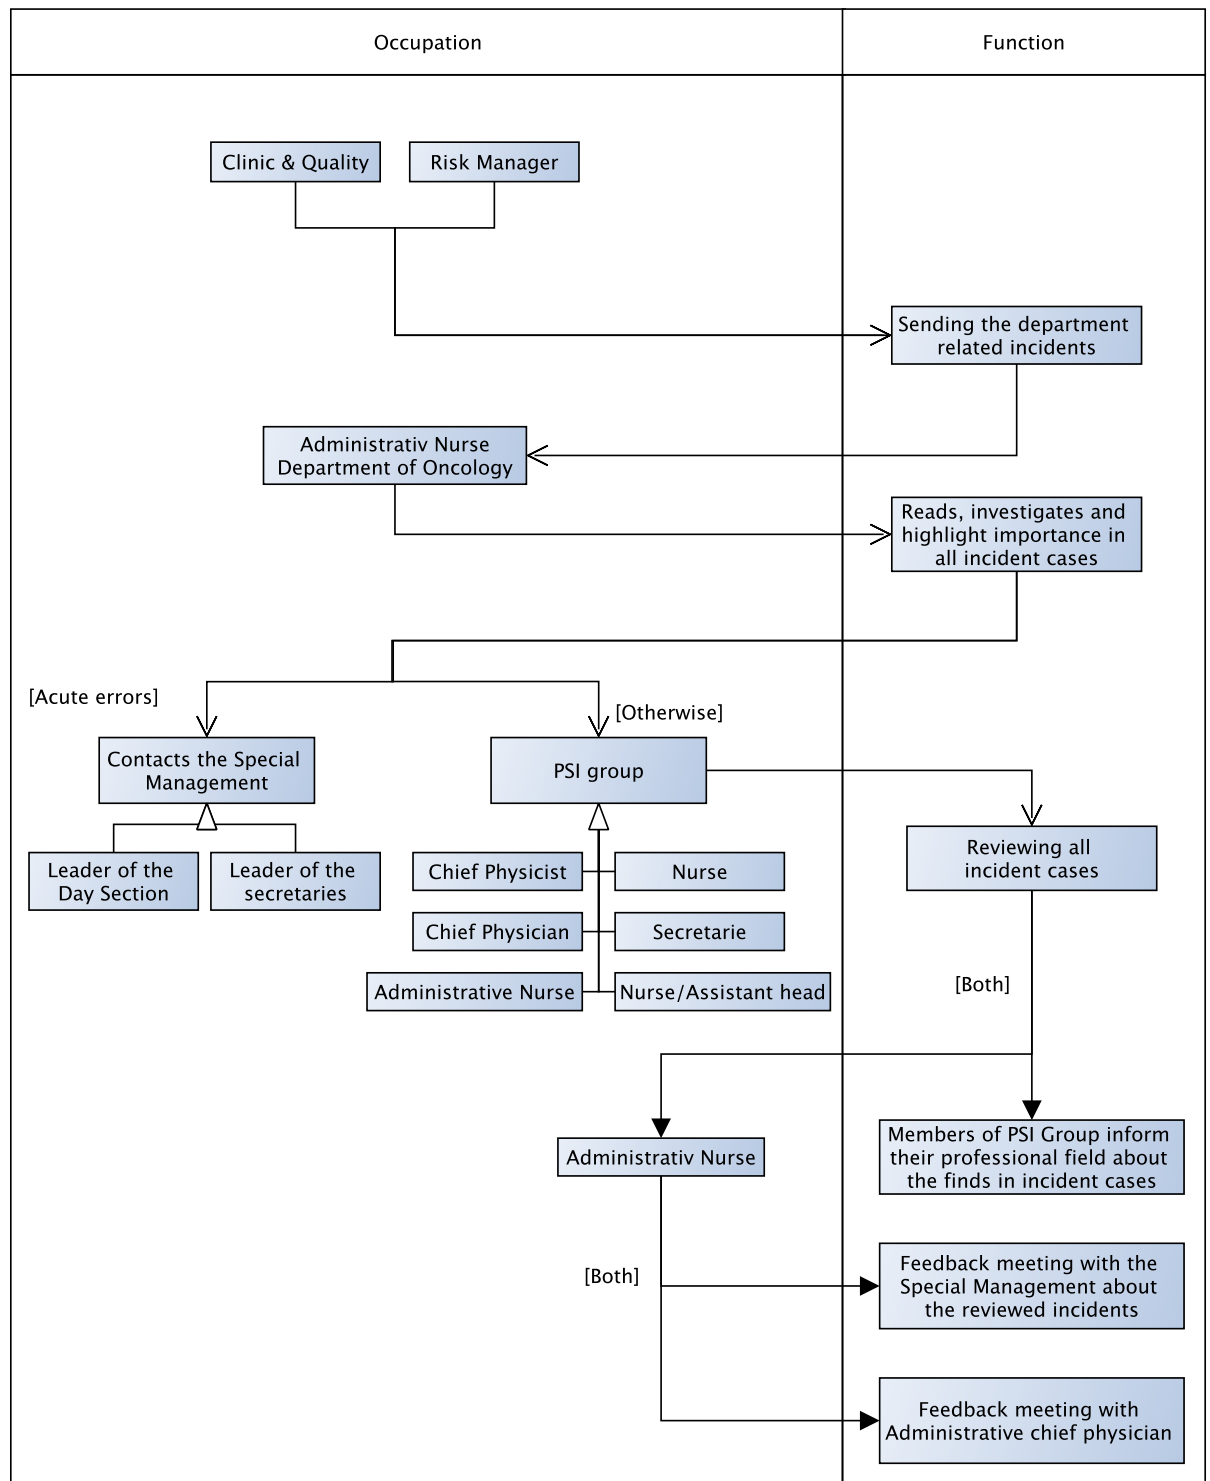 Occupation
Function
Clinic & Quality
Risk Manager
Sending the department
related incidents
Administrativ Nurse
Department of Oncology
Reads, investigates and
highlight importance in
all incident cases
[Acute errors]
[Otherwise]
Contacts the Special
Management
PSI group
Reviewing all
incident cases
Leader of the
Day Section
Leader of the
secretaries
Chief Physicist
Nurse
Chief Physician
Secretarie
Administrative Nurse
Nurse/Assistant head
[Both]
Administrativ Nurse
Members of PSI Group inform
their professional field about
the finds in incident cases
[Both]
Feedback meeting with the
Special Management about
the reviewed incidents
Feedback meeting with
Administrative chief physician